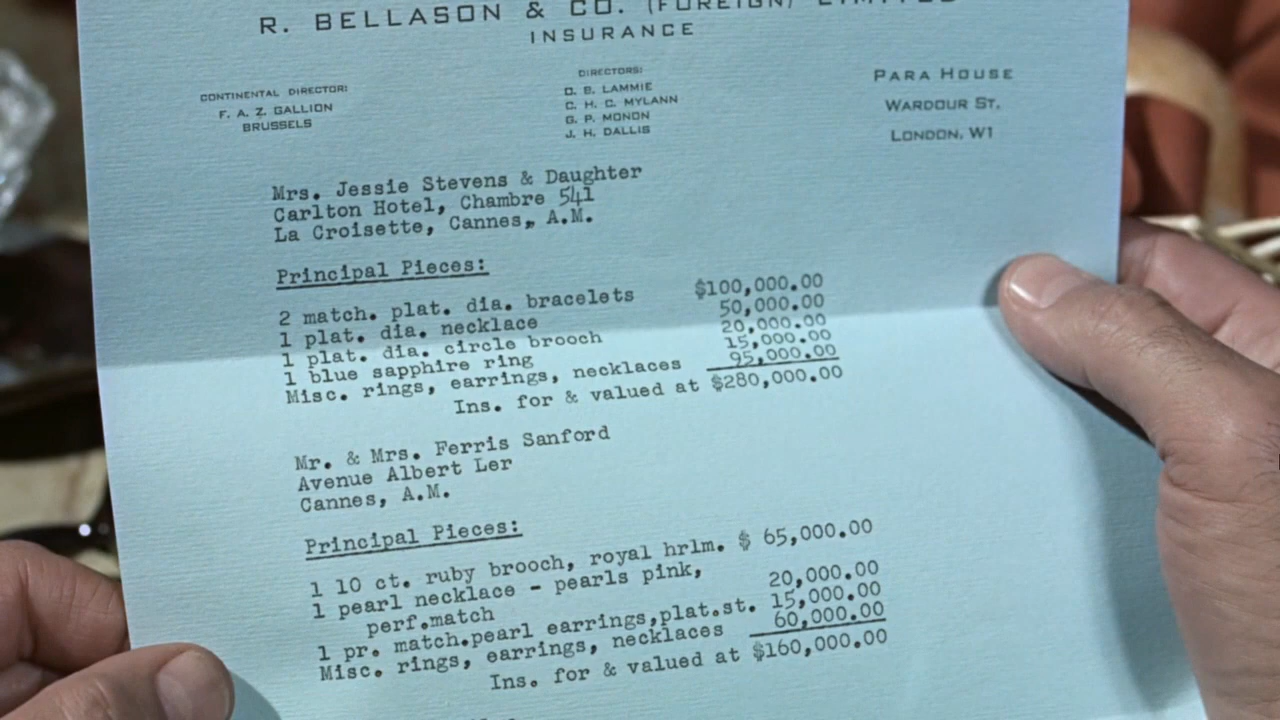 R. BELLASON & CO. (FOREIGN) LIMITED
INSURANCE
CONTINENTAL DIRECTOR:
F. A. Z. GALLION
BRUSSELS
DIRECTORS:
D. B. LAMMIE
C. H. C. MYLANN
G. P. MONON
J. H. DALLIS
PARA HOUSE
WARDOUR ST.
LONDON, W1
Mrs. Jessie Stevens & Daughter
Carlton Hotel, Chambre 541
La Croisette, Cannes, A.M.
Principal Pieces:
2 match. plat. dia. bracelets $100,000.00
1 plat. dia. necklace 50,000.00
1 plat. dia. circle brooch 20,000.00
1 blue sapphire ring 15,000.00
Misc. rings, earrings, necklaces 95,000.00
Ins. for & valued at $280,000.00
Mr. & Mrs. Ferris Sanford
Avenue Albert Ler
Cannes, A.M.
Principal Pieces:
1 10 ct. ruby brooch, royal hrlm. $ 65,000.00
1 pearl necklace - pearls pink,
perf.match 20,000.00
1 pr. match.pearl earrings,plat.st. 15,000.00
Misc. rings, earrings, necklaces 60,000.00
Ins. for & valued at $160,000.00